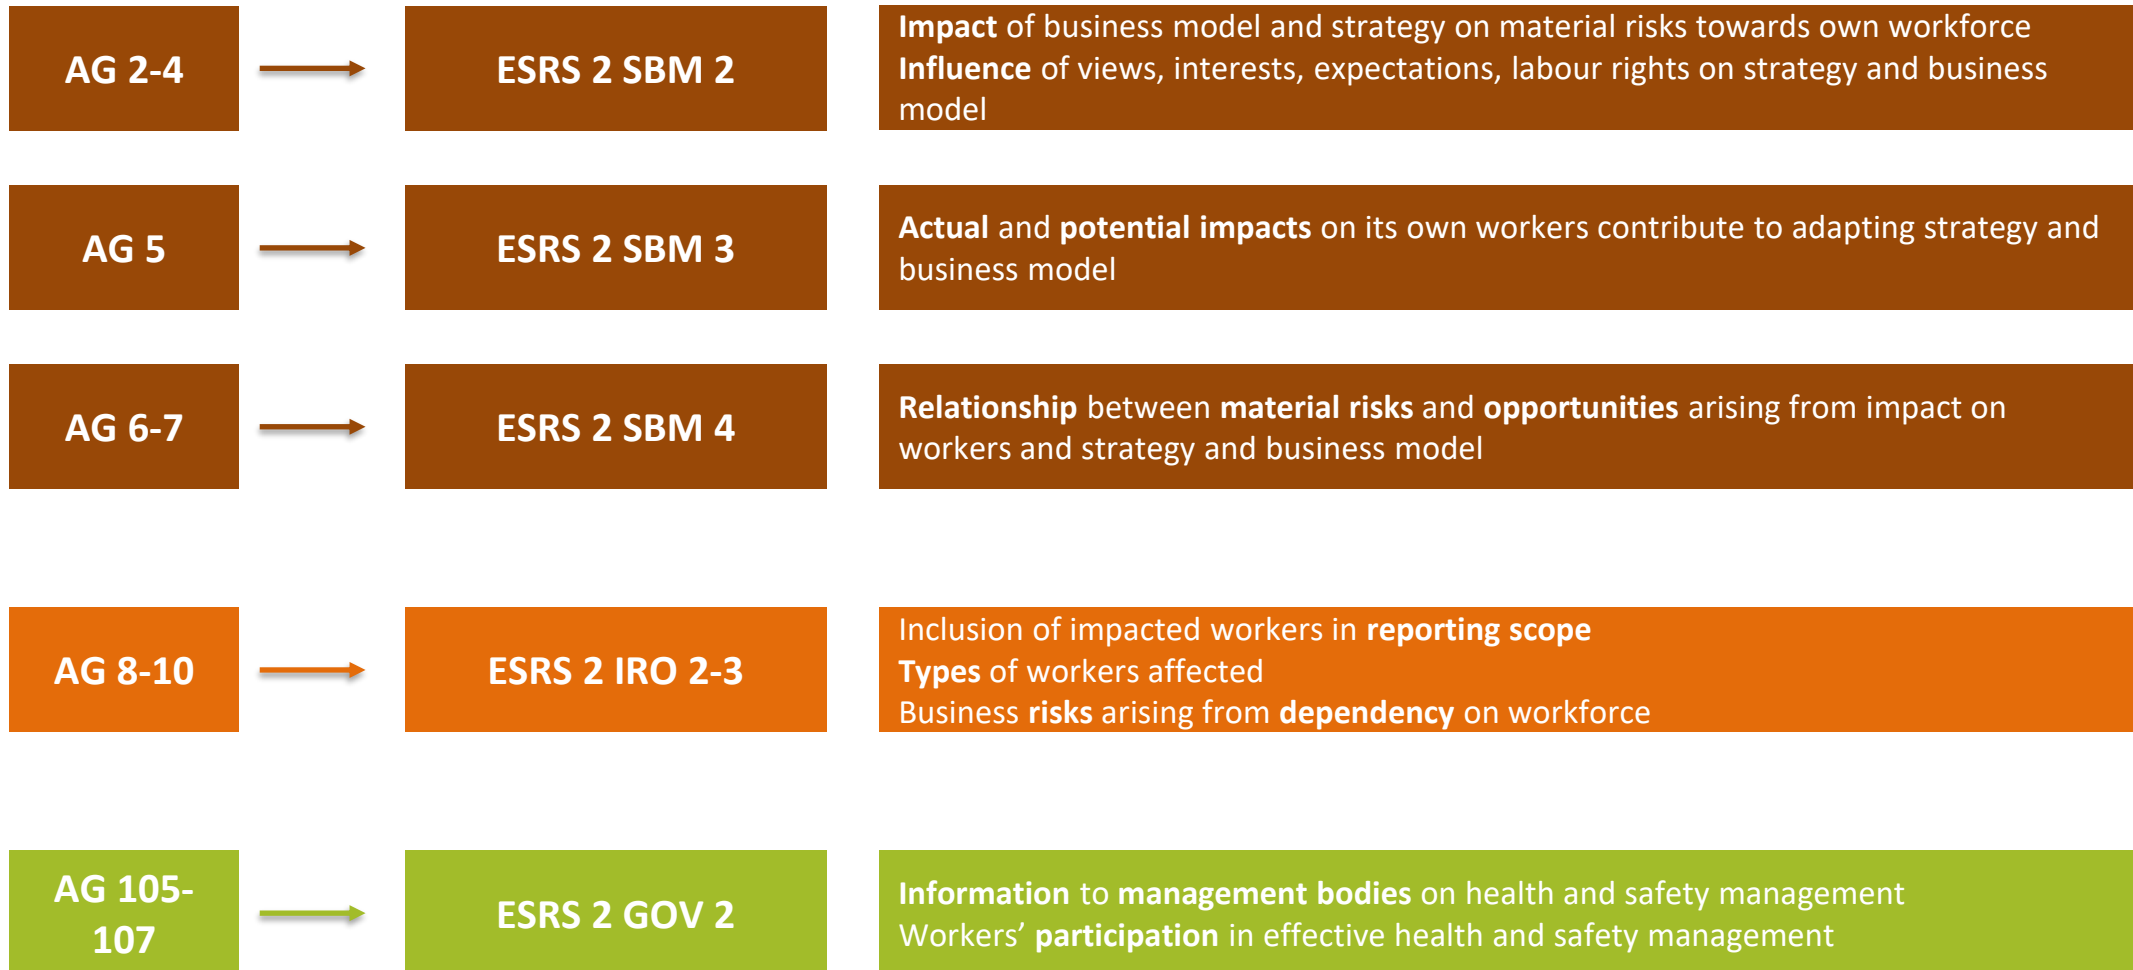 AG 2-4
ESRS 2 SBM 2
Impact of business model and strategy on material risks towards own workforce
Influence of views, interests, expectations, labour rights on strategy and business
model
AG 5
ESRS 2 SBM 3
Actual and potential impacts on its own workers contribute to adapting strategy and
business model
AG 6-7
ESRS 2 SBM 4
Relationship between material risks and opportunities arising from impact on
workers and strategy and business model
AG 8-10
ESRS 2 IRO 2-3
Inclusion of impacted workers in reporting scope
Types of workers affected
Business risks arising from dependency on workforce
AG 105-
107
ESRS 2 GOV 2
Information to management bodies on health and safety management
Workers’ participation in effective health and safety management